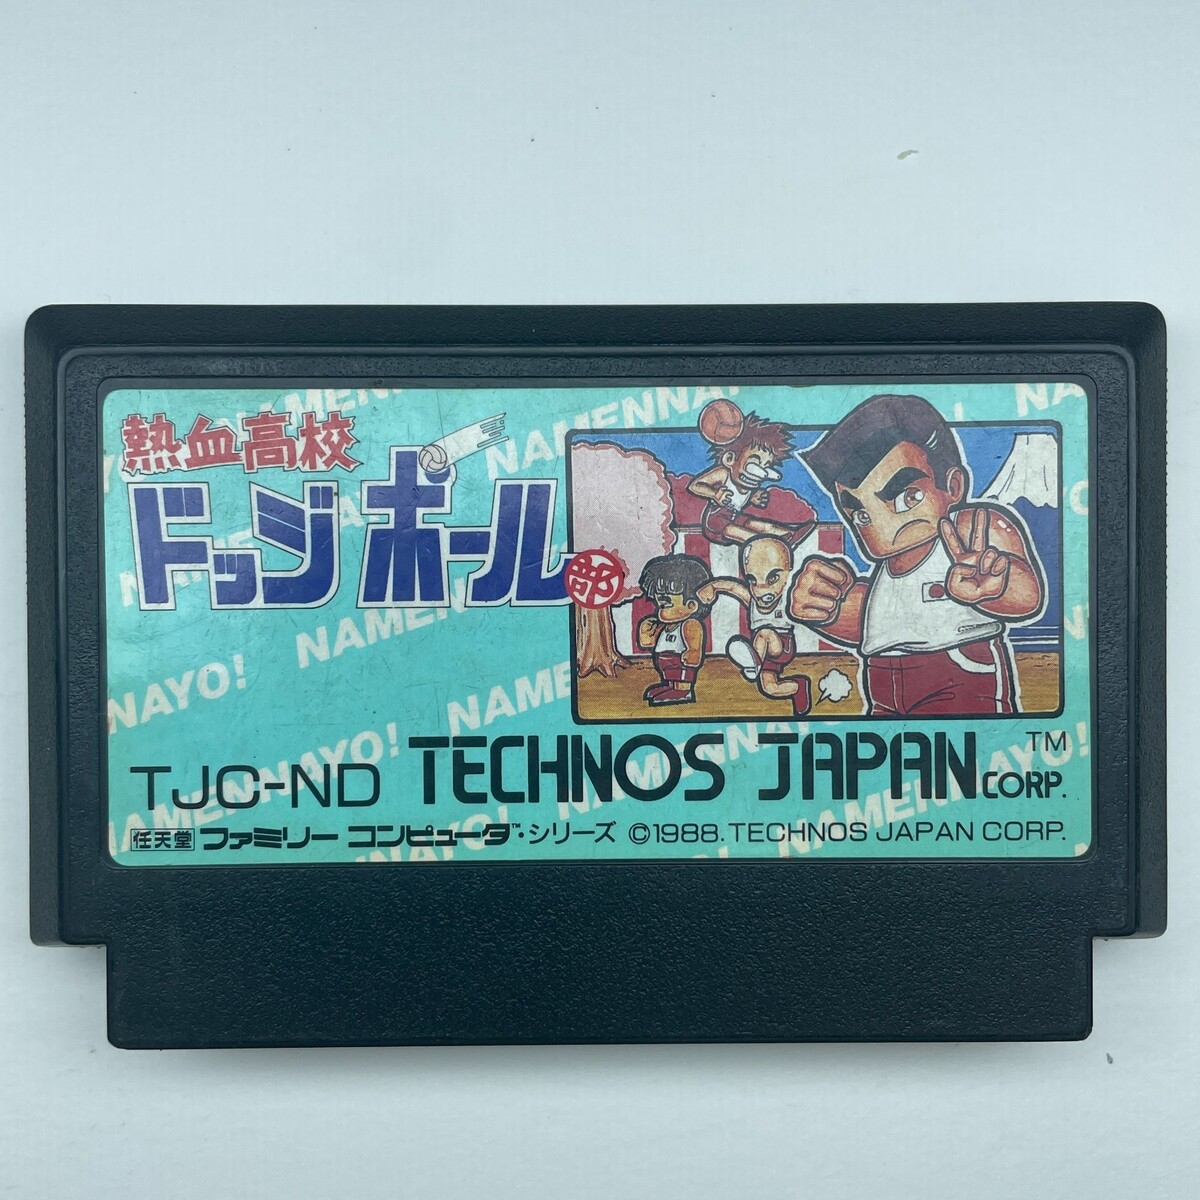 熱血高校
ドッジボール部
NAMENNAYO!
TJC-ND TECHNOS JAPAN CORP.™
任天堂 ファミリーコンピュータ™・シリーズ ©1988.TECHNOS JAPAN CORP.